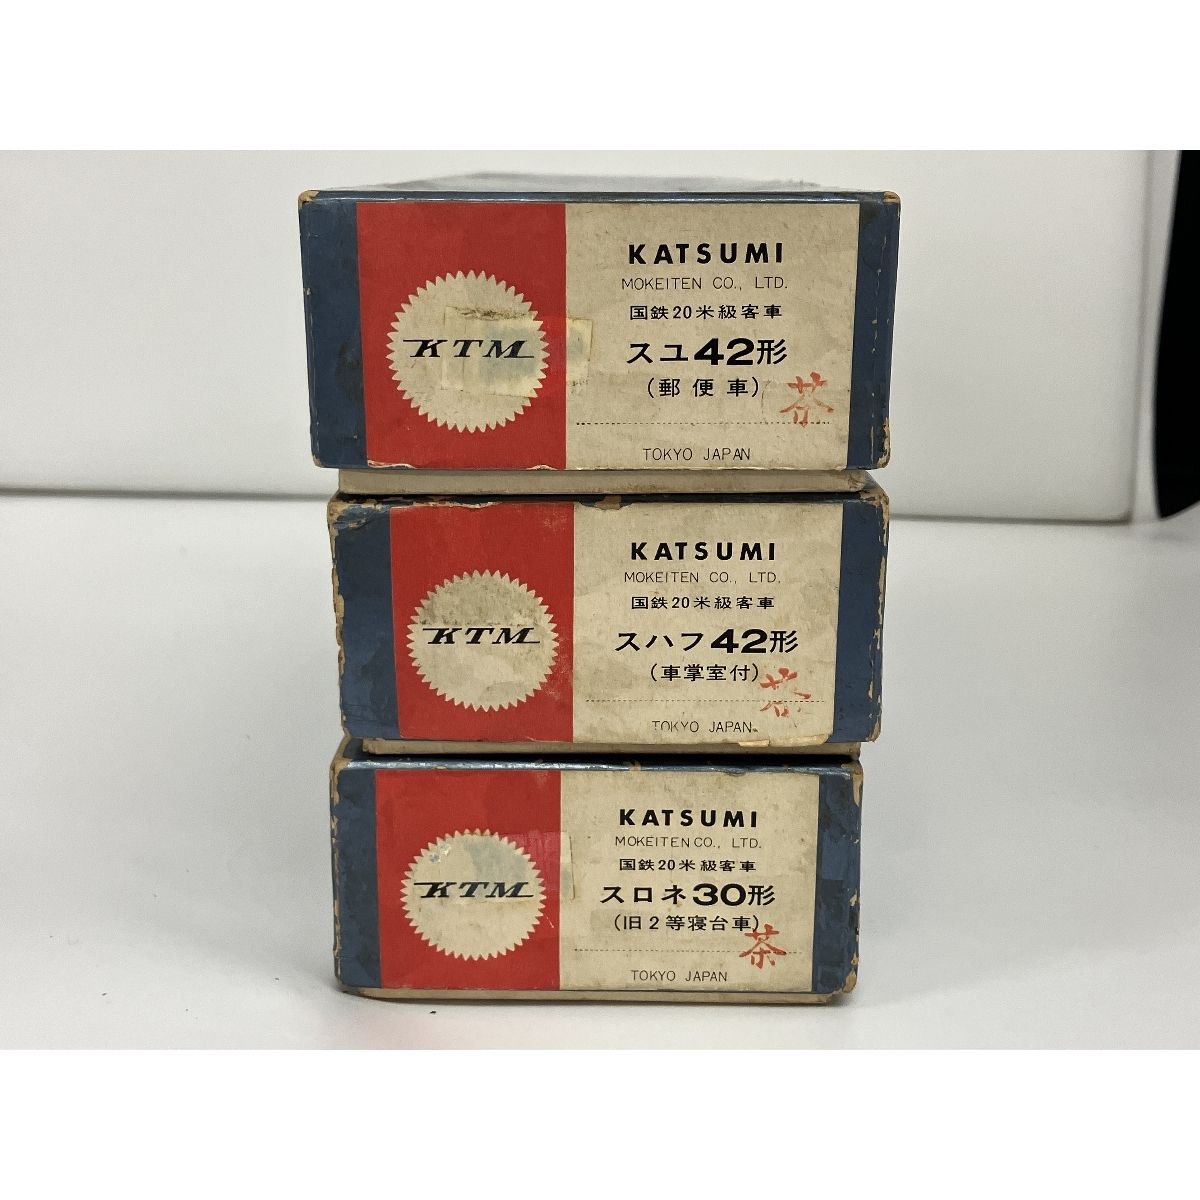 KTM
KATSUMI
MOKEITEN CO., LTD.
国鉄20米級客車
スユ42形
(郵便車)
茶
TOKYO JAPAN
KTM
KATSUMI
MOKEITEN CO., LTD.
国鉄20米級客車
スハフ42形
(車掌室付)
茶
TOKYO JAPAN
KTM
KATSUMI
MOKEITEN CO., LTD.
国鉄20米級客車
スロネ30形
(旧2等寝台車)
茶
TOKYO JAPAN